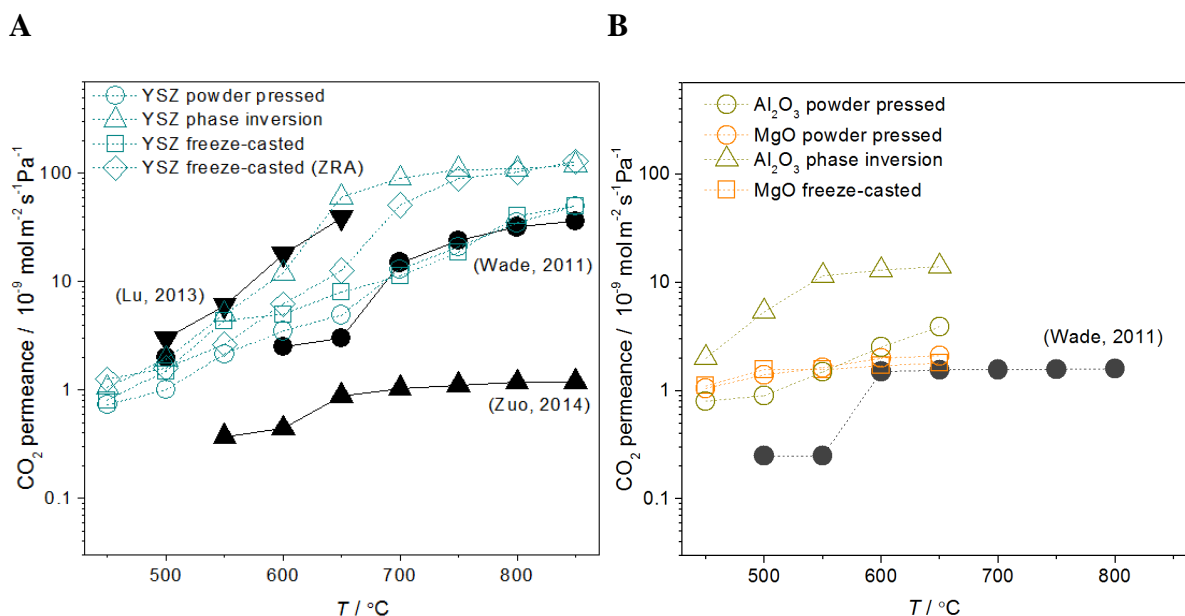 A
B
YSZ powder pressed
YSZ phase inversion
YSZ freeze-casted
YSZ freeze-casted (ZRA)
(Lu, 2013)
(Wade, 2011)
(Zuo, 2014)
CO2 permeance / 10^-9 mol m^-2 s^-1 Pa^-1
100
10
1
0.1
500
600
700
800
T / °C
Al2O3 powder pressed
MgO powder pressed
Al2O3 phase inversion
MgO freeze-casted
(Wade, 2011)
CO2 permeance / 10^-9 mol m^-2 s^-1 Pa^-1
100
10
1
0.1
500
600
700
800
T / °C